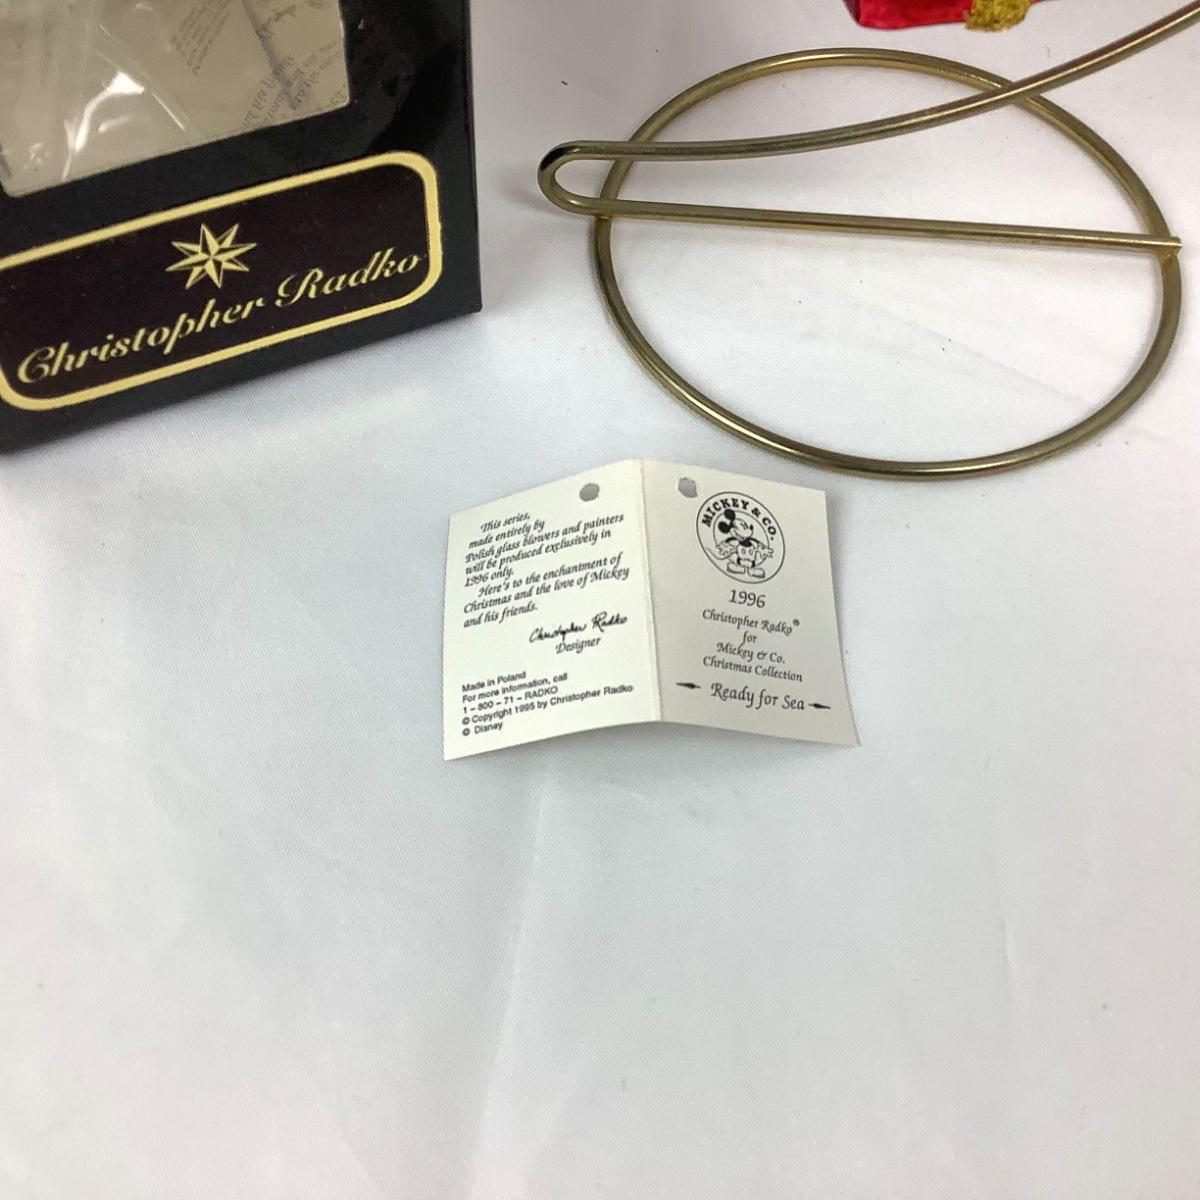 Christopher Radko
This series,
made entirely by
Polish glass blowers and painters
will be produced exclusively in
1996 only.
Here's to the enchantment of
Christmas and the love of Mickey
and his friends.
Christopher Radko
Designer
Made in Poland
For more information, call
1 - 800 - 71 - RADKO
© Copyright 1995 by Christopher Radko
© Disney
MICKEY & CO.
1996
Christopher Radko®
for
Mickey & Co.
Christmas Collection
Ready for Sea